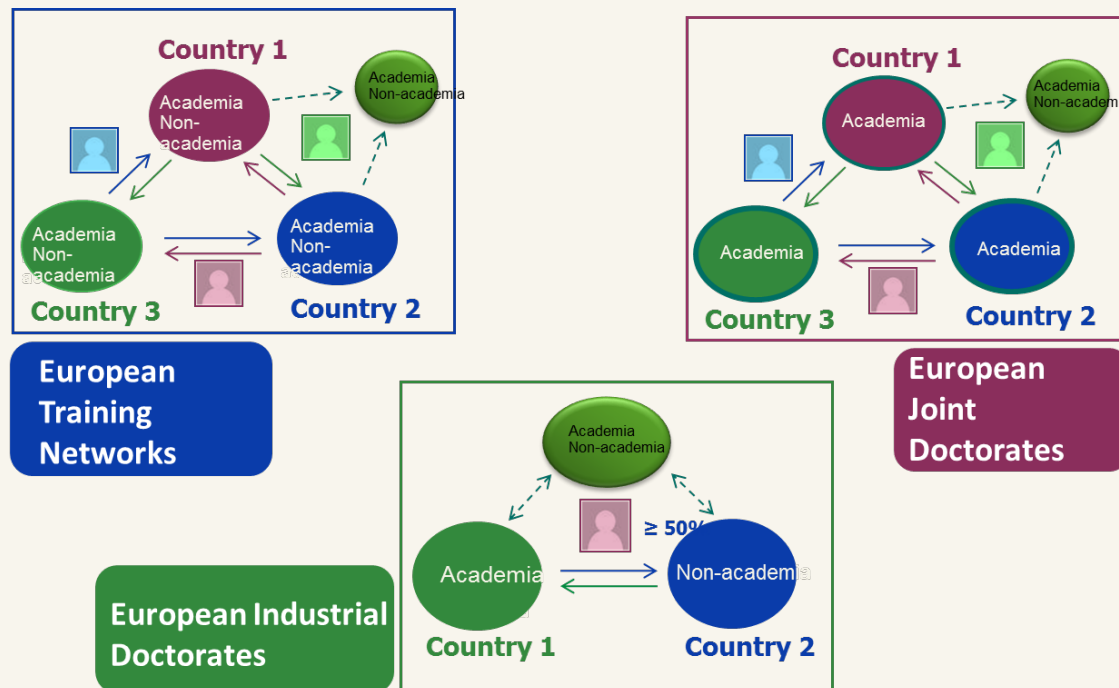 Country 1
Academia
Non-academia
Academia
Non-
academia
Academia
Non-
academia
Academia
Non-
academia
Country 3
Country 2
European
Training
Networks
Country 1
Academia
Non-academia
Academia
Academia
Academia
Country 3
Country 2
European
Joint
Doctorates
Academia
Non-academia
≥ 50%
Academia
Non-academia
Country 1
Country 2
European Industrial
Doctorates